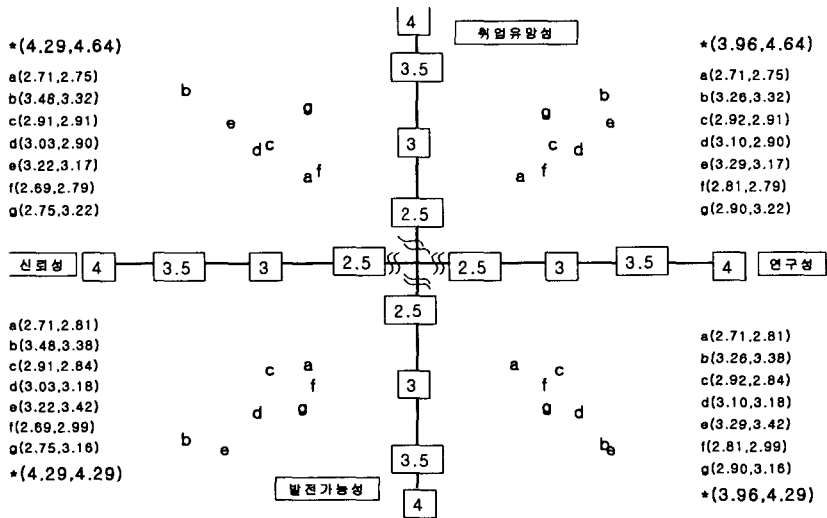 4
취업유망성
*(4.29,4.64)
a(2.71,2.75)
b(3.48,3.32)
c(2.91,2.91)
d(3.03,2.90)
e(3.22,3.17)
f(2.69,2.79)
g(2.75,3.22)
b
e
d c
g
a f
3.5
3
2.5
*(3.96,4.64)
a(2.71,2.75)
b(3.26,3.32)
c(2.92,2.91)
d(3.10,2.90)
e(3.29,3.17)
f(2.81,2.79)
g(2.90,3.22)
b
g
e
c d
a f
신뢰성 4 3.5 3 2.5 2.5 3 3.5 4 연구성
a(2.71,2.81)
b(3.48,3.38)
c(2.91,2.84)
d(3.03,3.18)
e(3.22,3.42)
f(2.69,2.99)
g(2.75,3.16)
*(4.29,4.29)
c a
f
d g
b e
2.5
3
3.5
4
발전가능성
a c
f
g d
b e
a(2.71,2.81)
b(3.26,3.38)
c(2.92,2.84)
d(3.10,3.18)
e(3.29,3.42)
f(2.81,2.99)
g(2.90,3.16)
*(3.96,4.29)